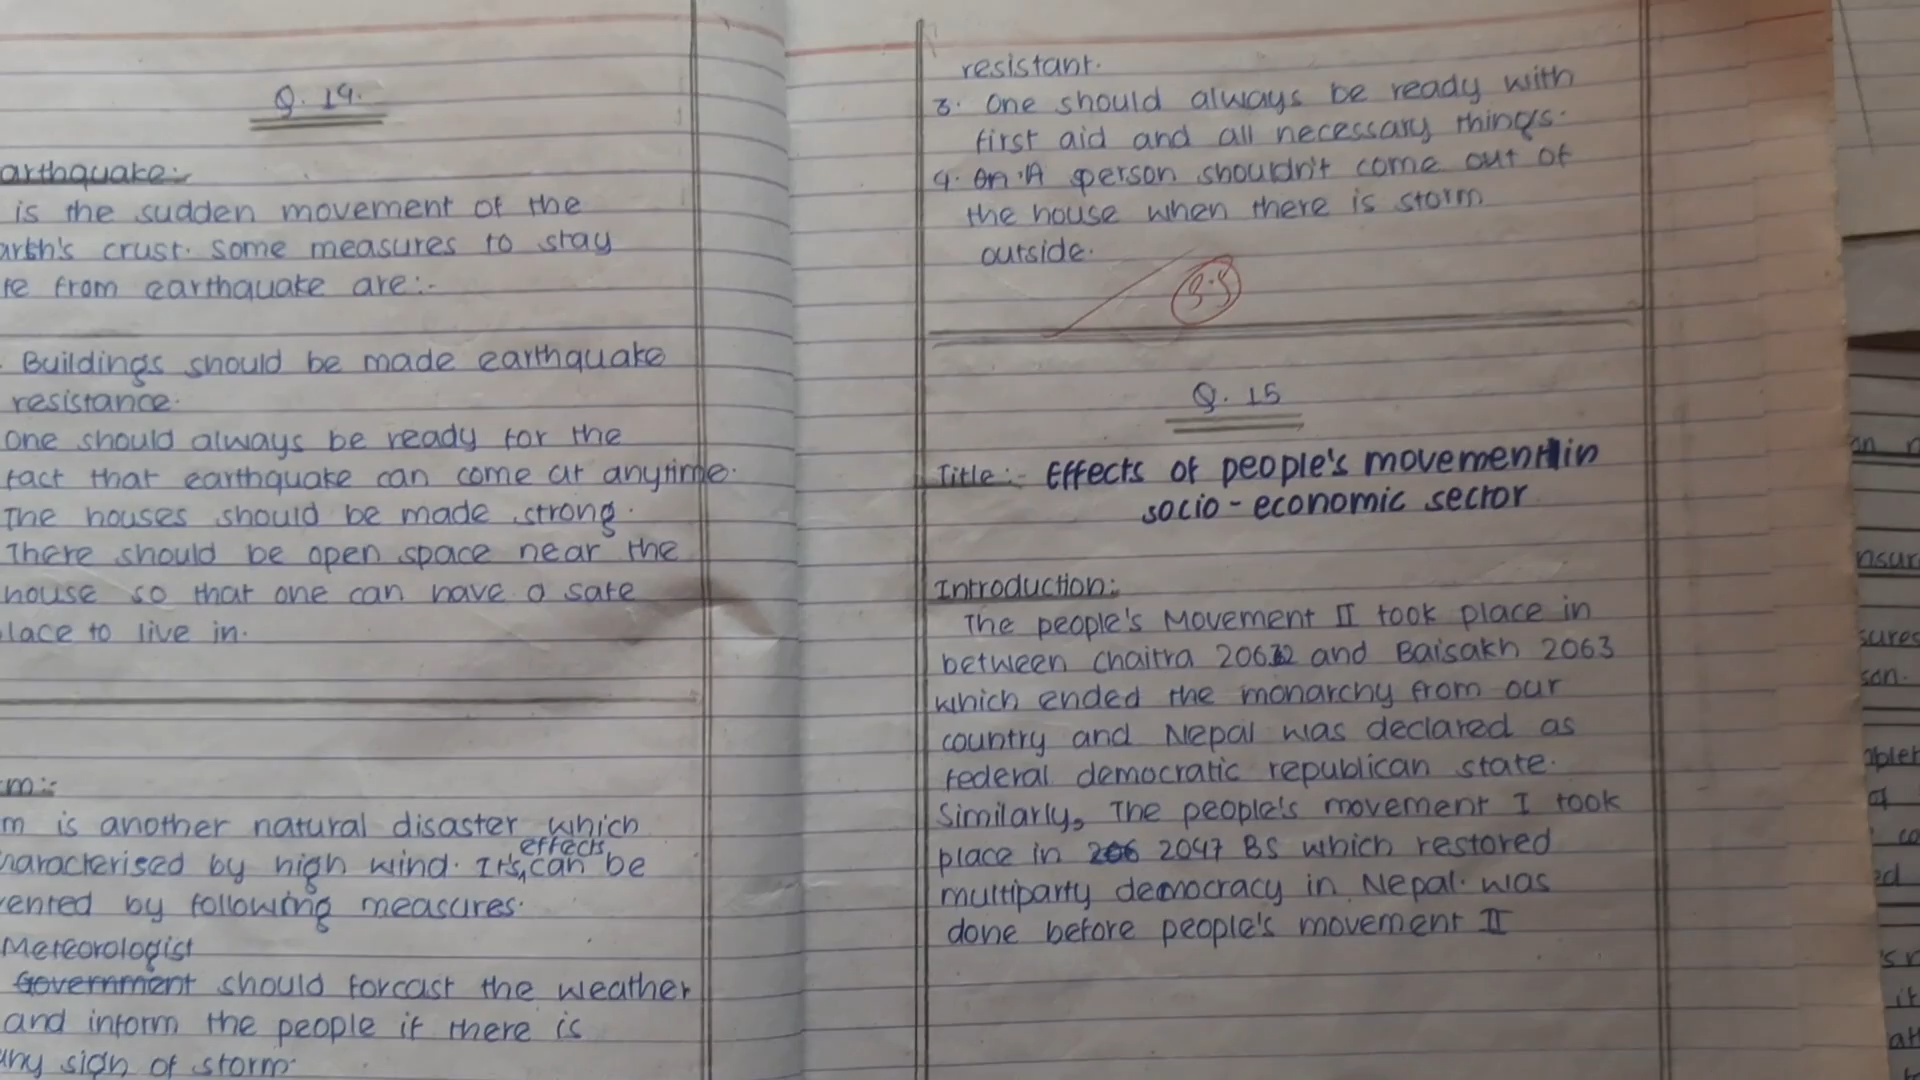 Q. 14.
arthquake:-
is the sudden movement of the
arth's crust. Some measures to stay
fe from earthquake are:-
Buildings should be made earthquake
resistance.
One should always be ready for the
fact that earthquake can come at anytime.
The houses should be made strong.
There should be open space near the
house so that one can have a safe
lace to live in.
m:-
m is another natural disaster which
effects
haracterised by high wind. It's can be
ented by following measures.
Meteorologist
Government should forcast the weather
and inform the people if there is
any sign of storm.
resistant.
3. One should always be ready with
first aid and all necessary things.
4. On A person shouldn't come out of
the house when there is storm
outside.
3.5
Q. 15
Title:- Effects of people's movement in
socio-economic sector
Introduction:
The people's Movement II took place in
between Chaitra 2062 and Baisakh 2063
which ended the monarchy from our
country and Nepal was declared as
federal democratic republican state.
Similarly, The people's movement I took
place in 206 2047 BS which restored
multiparty democracy in Nepal. was
done before people's movement II
nsur
sures
son.
co
ed
it